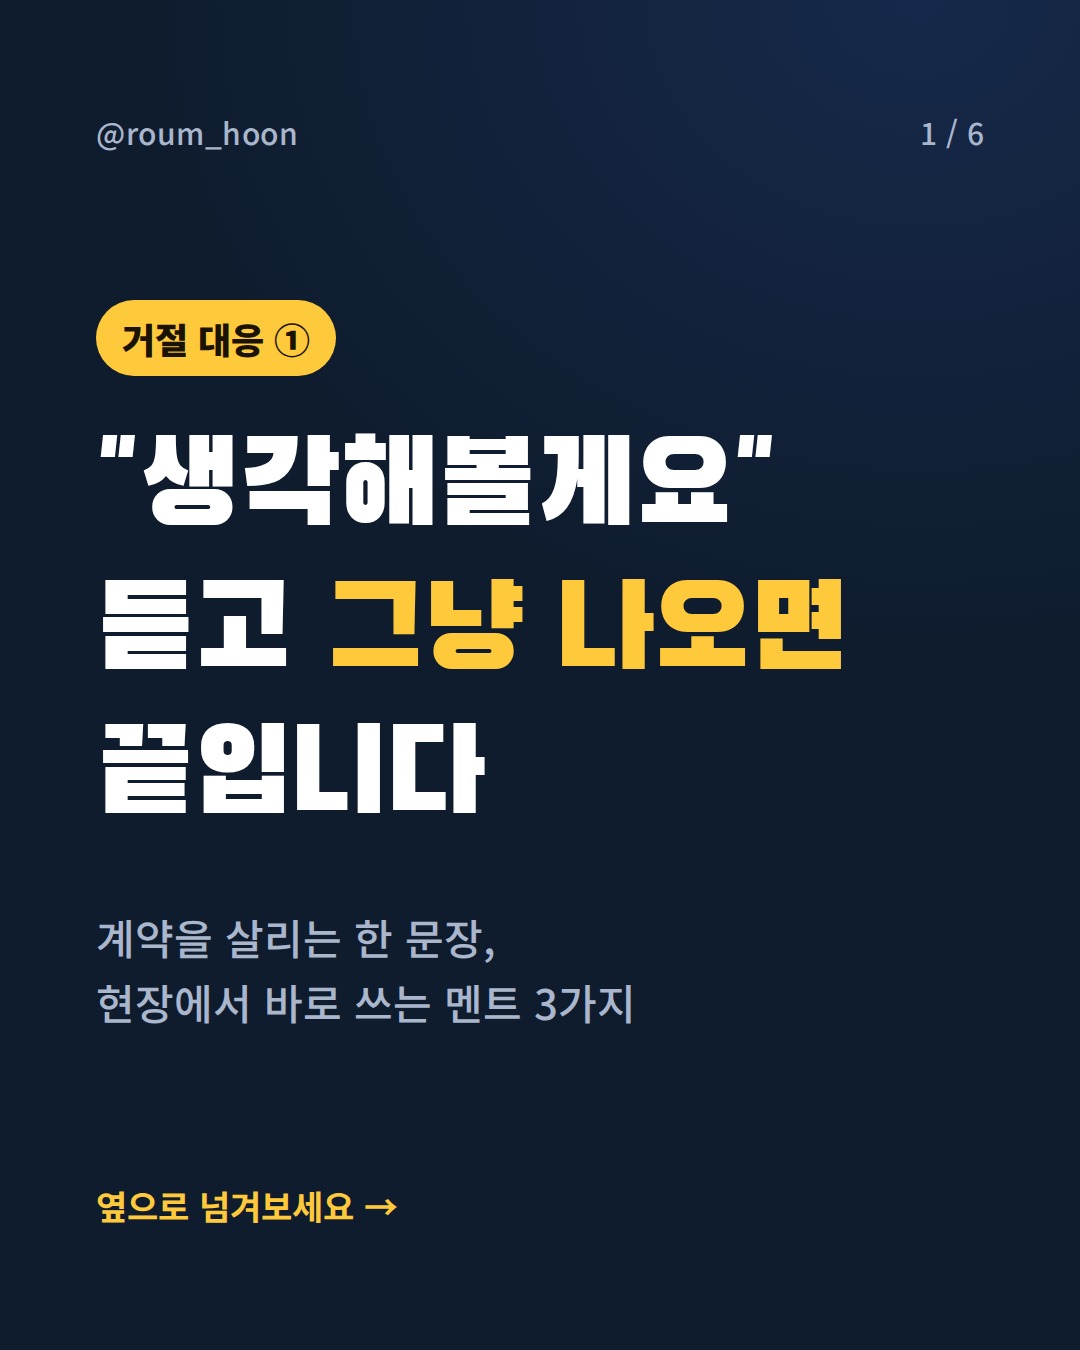 @roum_hoon
1 / 6
거절 대응 ①
"생각해볼게요"
듣고 그냥 나오면
끝입니다
계약을 살리는 한 문장,
현장에서 바로 쓰는 멘트 3가지
옆으로 넘겨보세요 →